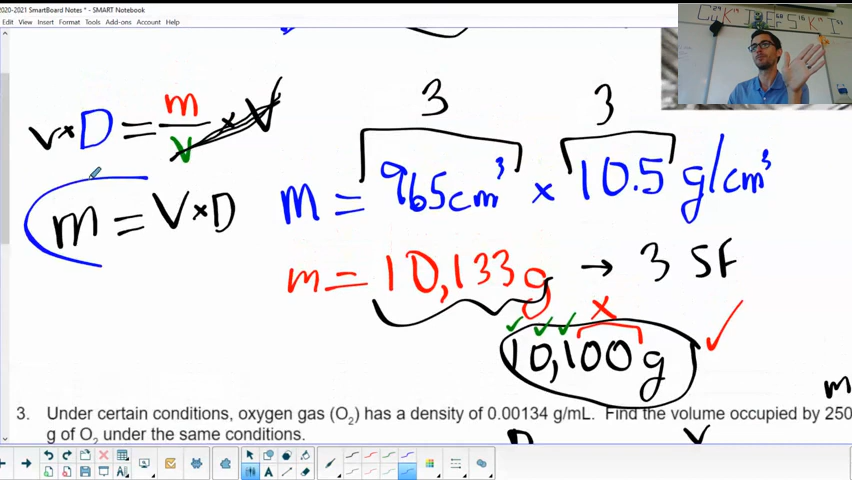 2020-2021 SmartBoard Notes * - SMART Notebook
Edit View Insert Format Tools Add-ons Account Help
3 3
V×D = m/V × V
m = 965cm³ × 10.5 g/cm³
m = V×D
m = 10,133g → 3 SF
x
10,100 g
m
3. Under certain conditions, oxygen gas (O₂) has a density of 0.00134 g/mL. Find the volume occupied by 250
g of O₂ under the same conditions.